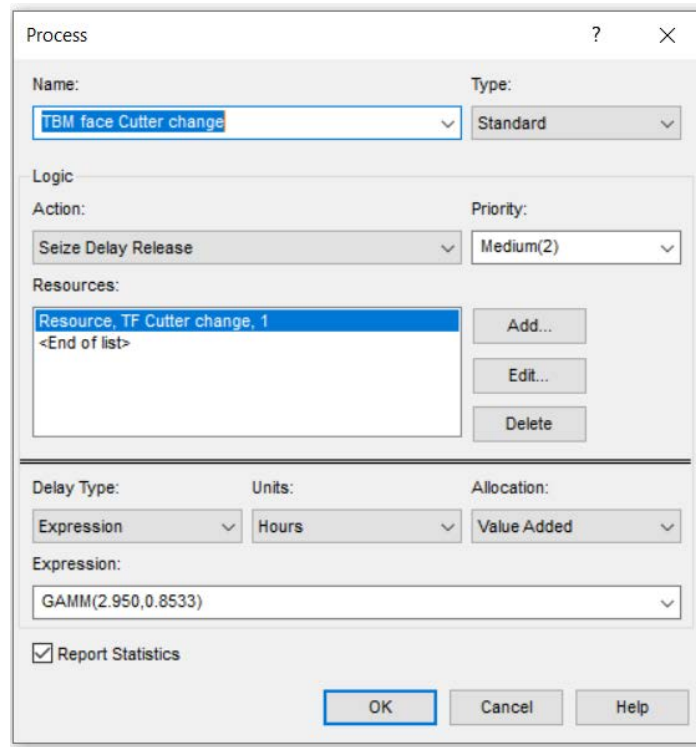 Process ?
Name: Type:
TBM face Cutter change Standard
Logic
Action: Priority:
Seize Delay Release Medium(2)
Resources:
Resource, TF Cutter change, 1 Add...
<End of list>
Edit...
Delete
Delay Type: Units: Allocation:
Expression Hours Value Added
Expression:
GAMM(2.950,0.8533)
Report Statistics
OK Cancel Help